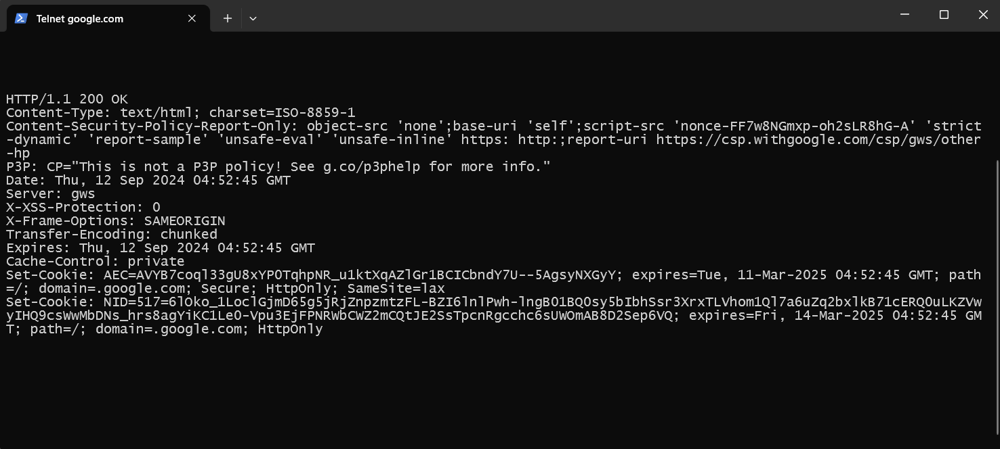 Telnet google.com
HTTP/1.1 200 OK
Content-Type: text/html; charset=ISO-8859-1
Content-Security-Policy-Report-Only: object-src 'none';base-uri 'self';script-src 'nonce-FF7w8NGmxp-oh2sLR8hG-A' 'strict
-dynamic' 'report-sample' 'unsafe-eval' 'unsafe-inline' https: http:;report-uri https://csp.withgoogle.com/csp/gws/other
-hp
P3P: CP="This is not a P3P policy! See g.co/p3phelp for more info."
Date: Thu, 12 Sep 2024 04:52:45 GMT
Server: gws
X-XSS-Protection: 0
X-Frame-Options: SAMEORIGIN
Transfer-Encoding: chunked
Expires: Thu, 12 Sep 2024 04:52:45 GMT
Cache-Control: private
Set-Cookie: AEC=AVYB7coql33gU8xYP0TqhpNR_u1ktXqAZlGr1BCICbndY7U--5AgsyNXGyY; expires=Tue, 11-Mar-2025 04:52:45 GMT; path
=/; domain=.google.com; Secure; HttpOnly; SameSite=lax
Set-Cookie: NID=517=6lOko_1LoclGjmD65g5jRjZnpzmtzFL-BZI6lnlPwh-lngB01BQOsy5bIbhSsr3XrxTLVhom1Ql7a6uZq2bxlkB71cERQ0uLKZVw
yIHQ9csWwMbDNs_hrs8agYiKC1LeO-Vpu3EjFPNRWbCWZ2mCQtJE2SsTpcnRgcchc6sUWOmAB8D2Sep6VQ; expires=Fri, 14-Mar-2025 04:52:45 GM
T; path=/; domain=.google.com; HttpOnly